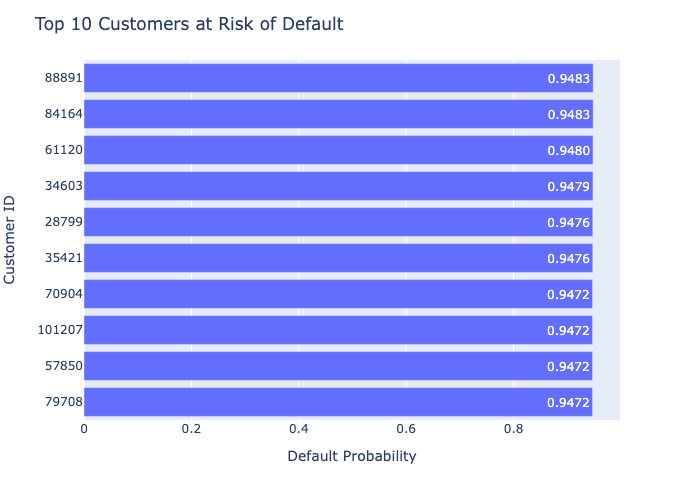 Top 10 Customers at Risk of Default
Customer ID
88891 0.9483
84164 0.9483
61120 0.9480
34603 0.9479
28799 0.9476
35421 0.9476
70904 0.9472
101207 0.9472
57850 0.9472
79708 0.9472
0 0.2 0.4 0.6 0.8
Default Probability